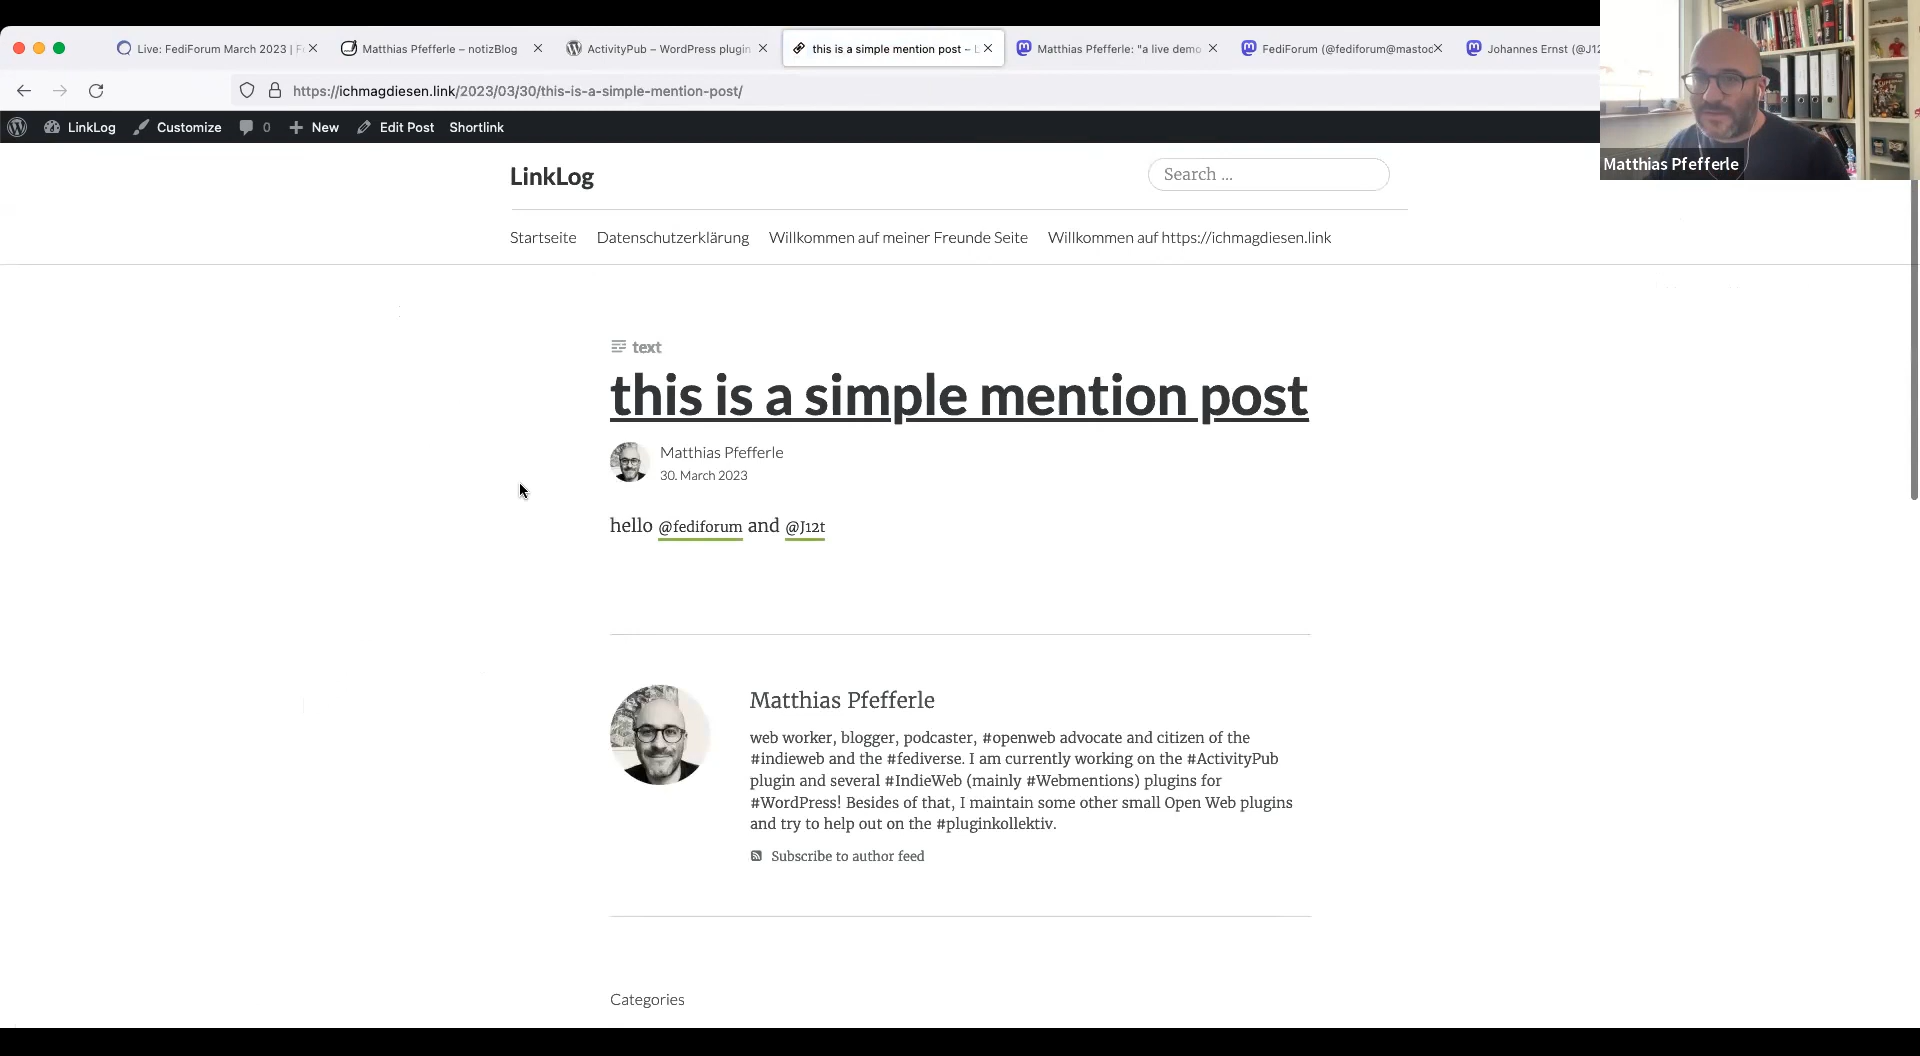 Live: FediForum March 2023 | F
Matthias Pfefferle – notizBlog
ActivityPub – WordPress plugin
this is a simple mention post – L
Matthias Pfefferle: "a live demo
FediForum (@fediforum@mastoc
Johannes Ernst (@J12
https://ichmagdiesen.link/2023/03/30/this-is-a-simple-mention-post/
LinkLog
Customize
0
New
Edit Post
Shortlink
Matthias Pfefferle
LinkLog
Search ...
Startseite
Datenschutzerklärung
Willkommen auf meiner Freunde Seite
Willkommen auf https://ichmagdiesen.link
text
this is a simple mention post
Matthias Pfefferle
30. March 2023
hello @fediforum and @J12t
Matthias Pfefferle
web worker, blogger, podcaster, #openweb advocate and citizen of the
#indieweb and the #fediverse. I am currently working on the #ActivityPub
plugin and several #IndieWeb (mainly #Webmentions) plugins for
#WordPress! Besides of that, I maintain some other small Open Web plugins
and try to help out on the #pluginkollektiv.
Subscribe to author feed
Categories